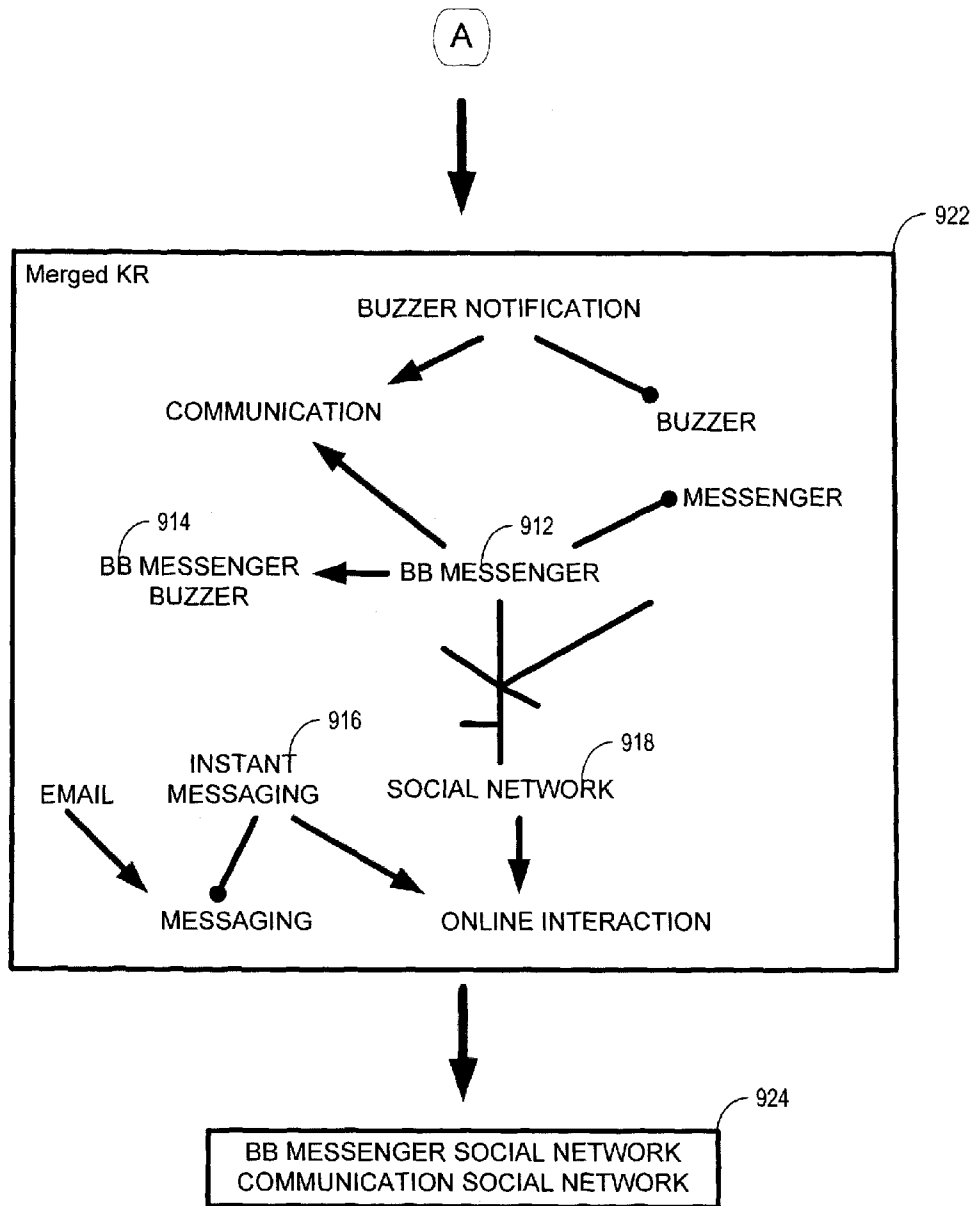 A
922
Merged KR
BUZZER NOTIFICATION
COMMUNICATION
BUZZER
MESSENGER
914
912
BB MESSENGER
BUZZER
BB MESSENGER
916
918
INSTANT
MESSAGING
EMAIL
SOCIAL NETWORK
MESSAGING
ONLINE INTERACTION
924
BB MESSENGER SOCIAL NETWORK
COMMUNICATION SOCIAL NETWORK